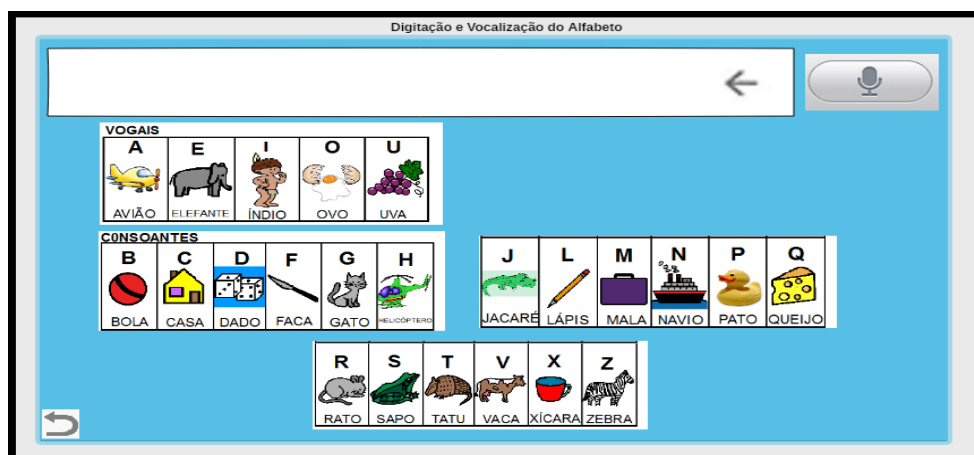 Digitação e Vocalização do Alfabeto
VOGAIS
A E I O U
AVIÃO ELEFANTE ÍNDIO OVO UVA
C0NSOANTES
B C D F G H
BOLA CASA DADO FACA GATO HELICÓPTERO
J L M N P Q
JACARÉ LÁPIS MALA NAVIO PATO QUEIJO
R S T V X Z
RATO SAPO TATU VACA XÍCARA ZEBRA